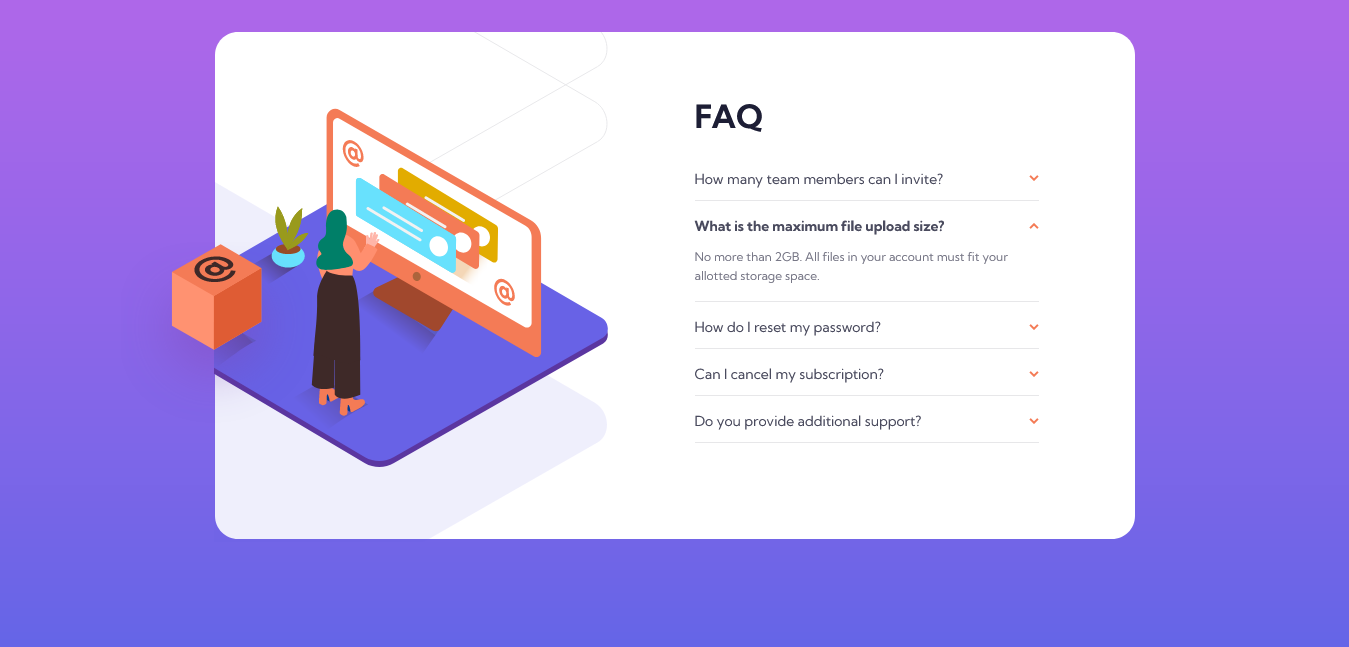 FAQ
How many team members can I invite?
What is the maximum file upload size?
No more than 2GB. All files in your account must fit your
allotted storage space.
How do I reset my password?
Can I cancel my subscription?
Do you provide additional support?
@
@
@